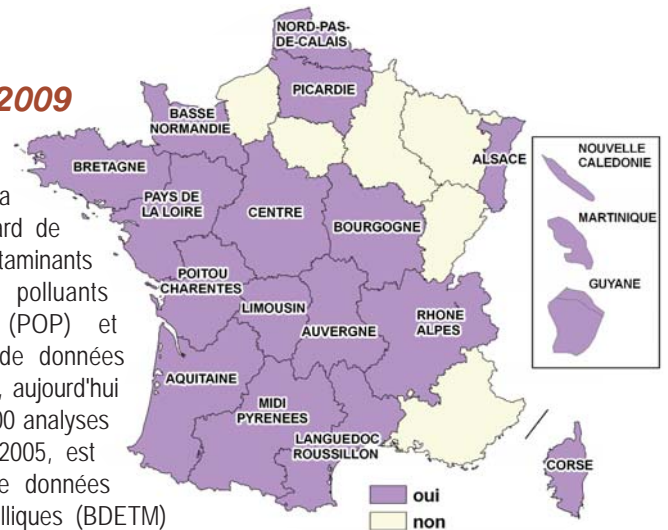 2009
a
ard de
taminants
polluants
(POP) et
de données
, aujourd'hui
00 analyses
2005, est
e données
lliques (BDETM)
NORD-PAS-
DE-CALAIS
PICARDIE
BASSE
NORMANDIE
BRETAGNE
ALSACE
PAYS DE
LA LOIRE
CENTRE
BOURGOGNE
POITOU
CHARENTES
LIMOUSIN
AUVERGNE
RHONE
ALPES
AQUITAINE
MIDI
PYRENEES
LANGUEDOC
ROUSSILLON
CORSE
NOUVELLE
CALEDONIE
MARTINIQUE
GUYANE
oui
non